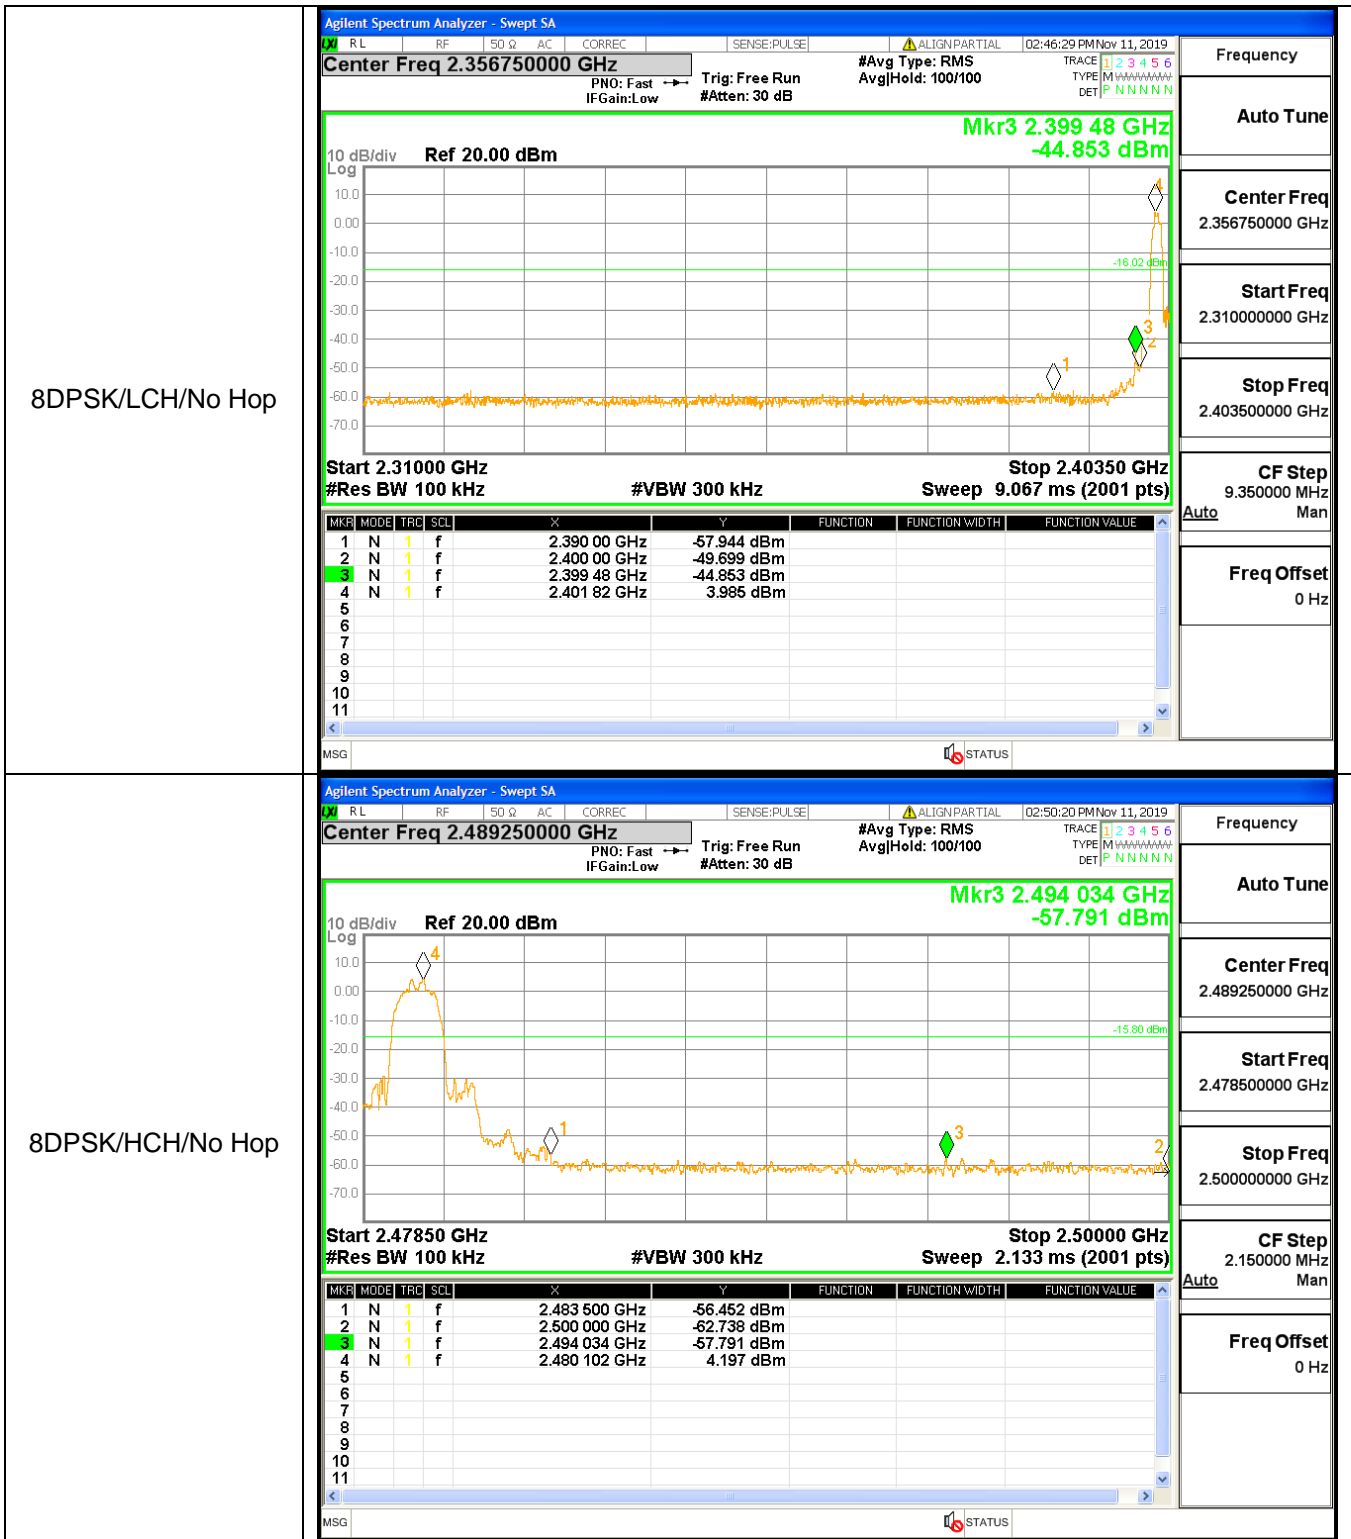 8DPSK/LCH/No Hop
Agilent Spectrum Analyzer - Swept SA
LXI RL RF 50 Ω AC CORREC SENSE:PULSE ALIGN PARTIAL 02:46:29 PM Nov 11, 2019
Center Freq 2.356750000 GHz
PNO: Fast
IFGain:Low
Trig: Free Run
#Atten: 30 dB
#Avg Type: RMS
Avg|Hold: 100/100
TRACE 1 2 3 4 5 6
TYPE M
DET P N N N N N
Mkr3 2.399 48 GHz
-44.853 dBm
10 dB/div Ref 20.00 dBm
Log
10.0
0.00
-10.0
-20.0
-30.0
-40.0
-50.0
-60.0
-70.0
-16.02 dBm
4
3
2
1
Start 2.31000 GHz Stop 2.40350 GHz
#Res BW 100 kHz #VBW 300 kHz Sweep 9.067 ms (2001 pts)
MKR MODE TRC SCL X Y FUNCTION FUNCTION WIDTH FUNCTION VALUE
1 N 1 f 2.390 00 GHz -57.944 dBm
2 N 1 f 2.400 00 GHz -49.699 dBm
3 N 1 f 2.399 48 GHz -44.853 dBm
4 N 1 f 2.401 82 GHz 3.985 dBm
5
6
7
8
9
10
11
MSG STATUS
Frequency
Auto Tune
Center Freq
2.356750000 GHz
Start Freq
2.310000000 GHz
Stop Freq
2.403500000 GHz
CF Step
9.350000 MHz
Auto Man
Freq Offset
0 Hz
8DPSK/HCH/No Hop
Agilent Spectrum Analyzer - Swept SA
LXI RL RF 50 Ω AC CORREC SENSE:PULSE ALIGN PARTIAL 02:50:20 PM Nov 11, 2019
Center Freq 2.489250000 GHz
PNO: Fast
IFGain:Low
Trig: Free Run
#Atten: 30 dB
#Avg Type: RMS
Avg|Hold: 100/100
TRACE 1 2 3 4 5 6
TYPE M
DET P N N N N N
Mkr3 2.494 034 GHz
-57.791 dBm
10 dB/div Ref 20.00 dBm
Log
10.0
0.00
-10.0
-20.0
-30.0
-40.0
-50.0
-60.0
-70.0
-15.80 dBm
4
1
3
2
Start 2.47850 GHz Stop 2.50000 GHz
#Res BW 100 kHz #VBW 300 kHz Sweep 2.133 ms (2001 pts)
MKR MODE TRC SCL X Y FUNCTION FUNCTION WIDTH FUNCTION VALUE
1 N 1 f 2.483 500 GHz -56.452 dBm
2 N 1 f 2.500 000 GHz -62.738 dBm
3 N 1 f 2.494 034 GHz -57.791 dBm
4 N 1 f 2.480 102 GHz 4.197 dBm
5
6
7
8
9
10
11
MSG STATUS
Frequency
Auto Tune
Center Freq
2.489250000 GHz
Start Freq
2.478500000 GHz
Stop Freq
2.500000000 GHz
CF Step
2.150000 MHz
Auto Man
Freq Offset
0 Hz